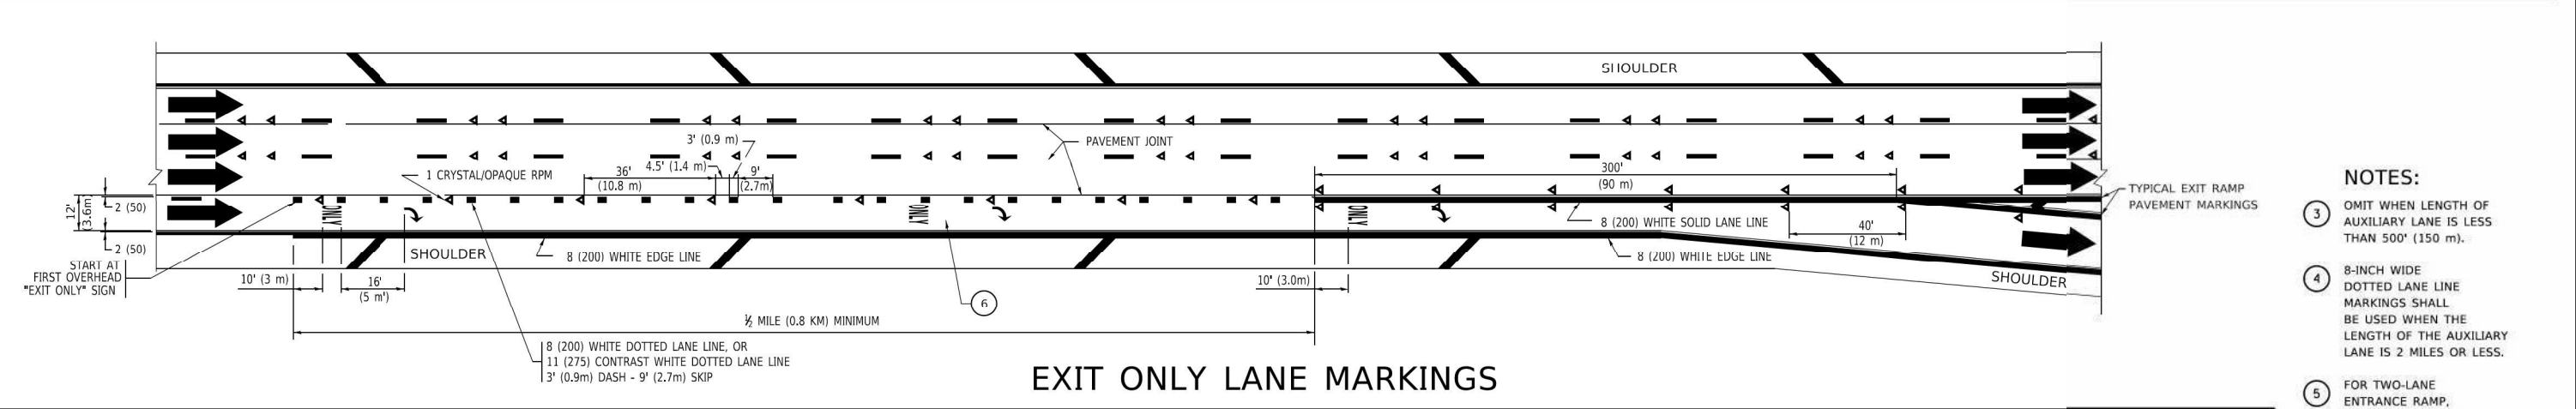 SHOULDER
3' (0.9 m)
4.5' (1.4 m)
36'
(10.8 m)
9'
(2.7m)
1 CRYSTAL/OPAQUE RPM
PAVEMENT JOINT
300'
(90 m)
TYPICAL EXIT RAMP
PAVEMENT MARKINGS
12'
(3.6m)
2 (50)
2 (50)
ONLY
ONLY
ONLY
8 (200) WHITE SOLID LANE LINE
40'
(12 m)
SHOULDER
8 (200) WHITE EDGE LINE
8 (200) WHITE EDGE LINE
SHOULDER
START AT
FIRST OVERHEAD
"EXIT ONLY" SIGN
10' (3 m)
16'
(5 m')
10' (3.0m)
6
½ MILE (0.8 KM) MINIMUM
8 (200) WHITE DOTTED LANE LINE, OR
11 (275) CONTRAST WHITE DOTTED LANE LINE
3' (0.9m) DASH - 9' (2.7m) SKIP
EXIT ONLY LANE MARKINGS
NOTES:
3 OMIT WHEN LENGTH OF
AUXILIARY LANE IS LESS
THAN 500' (150 m).
4 8-INCH WIDE
DOTTED LANE LINE
MARKINGS SHALL
BE USED WHEN THE
LENGTH OF THE AUXILIARY
LANE IS 2 MILES OR LESS.
5 FOR TWO-LANE
ENTRANCE RAMP,